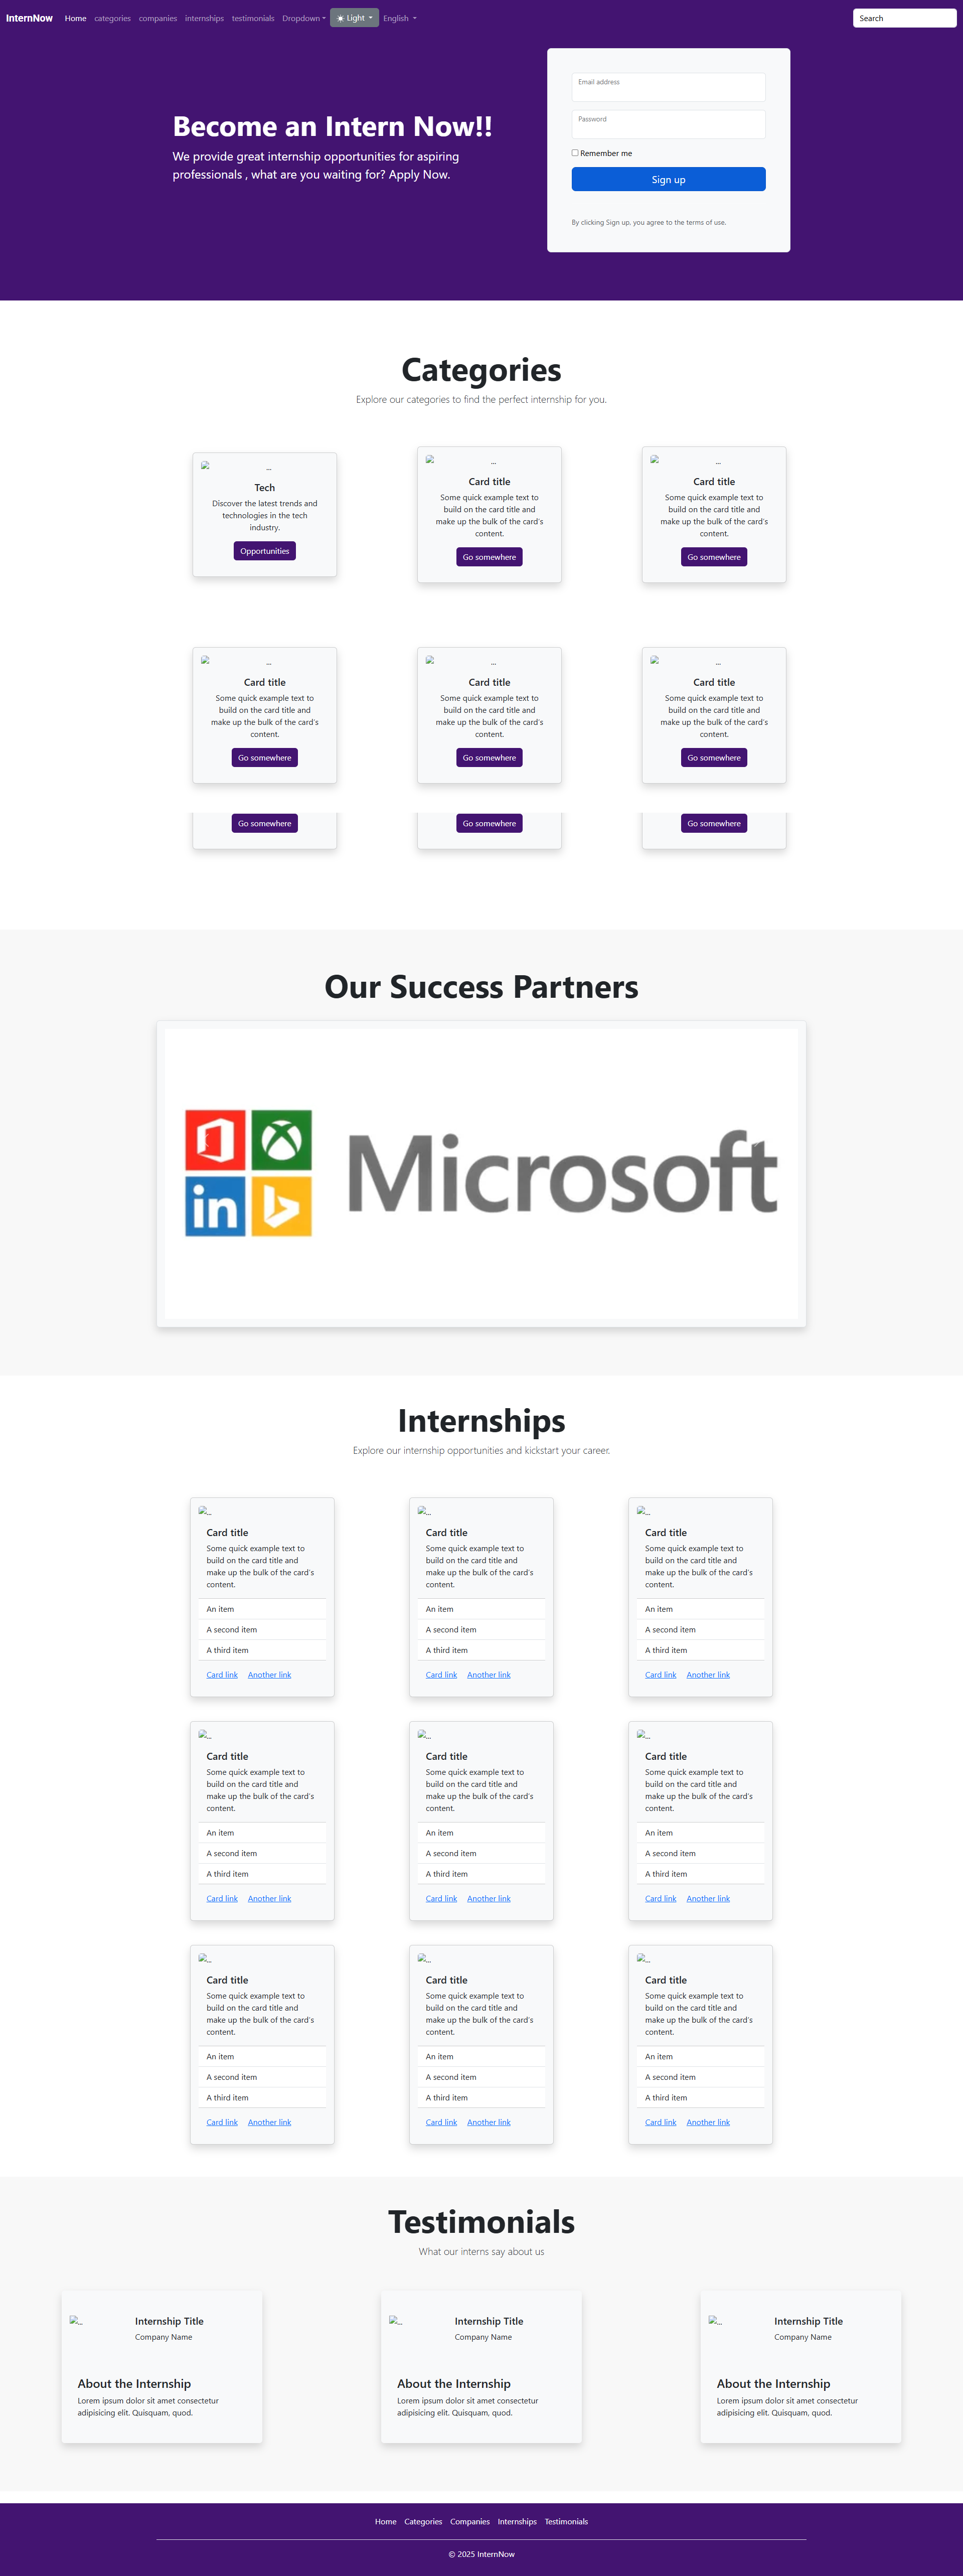 InternNow Home categories companies internships testimonials Dropdown Light English Search
Email address
Password
Remember me
Sign up
By clicking Sign up, you agree to the terms of use.
Become an Intern Now!!
We provide great internship opportunities for aspiring
professionals , what are you waiting for? Apply Now.
Categories
Explore our categories to find the perfect internship for you.
...
Tech
Discover the latest trends and
technologies in the tech
industry.
Opportunities
...
Card title
Some quick example text to
build on the card title and
make up the bulk of the card's
content.
Go somewhere
...
Card title
Some quick example text to
build on the card title and
make up the bulk of the card's
content.
Go somewhere
...
Card title
Some quick example text to
build on the card title and
make up the bulk of the card's
content.
Go somewhere
...
Card title
Some quick example text to
build on the card title and
make up the bulk of the card's
content.
Go somewhere
...
Card title
Some quick example text to
build on the card title and
make up the bulk of the card's
content.
Go somewhere
Go somewhere
Go somewhere
Go somewhere
Our Success Partners
in
Microsoft
Internships
Explore our internship opportunities and kickstart your career.
...
Card title
Some quick example text to
build on the card title and
make up the bulk of the card's
content.
An item
A second item
A third item
Card link Another link
...
Card title
Some quick example text to
build on the card title and
make up the bulk of the card's
content.
An item
A second item
A third item
Card link Another link
...
Card title
Some quick example text to
build on the card title and
make up the bulk of the card's
content.
An item
A second item
A third item
Card link Another link
...
Card title
Some quick example text to
build on the card title and
make up the bulk of the card's
content.
An item
A second item
A third item
Card link Another link
...
Card title
Some quick example text to
build on the card title and
make up the bulk of the card's
content.
An item
A second item
A third item
Card link Another link
...
Card title
Some quick example text to
build on the card title and
make up the bulk of the card's
content.
An item
A second item
A third item
Card link Another link
...
Card title
Some quick example text to
build on the card title and
make up the bulk of the card's
content.
An item
A second item
A third item
Card link Another link
...
Card title
Some quick example text to
build on the card title and
make up the bulk of the card's
content.
An item
A second item
A third item
Card link Another link
...
Card title
Some quick example text to
build on the card title and
make up the bulk of the card's
content.
An item
A second item
A third item
Card link Another link
Testimonials
What our interns say about us
...
Internship Title
Company Name
About the Internship
Lorem ipsum dolor sit amet consectetur
adipisicing elit. Quisquam, quod.
...
Internship Title
Company Name
About the Internship
Lorem ipsum dolor sit amet consectetur
adipisicing elit. Quisquam, quod.
...
Internship Title
Company Name
About the Internship
Lorem ipsum dolor sit amet consectetur
adipisicing elit. Quisquam, quod.
Home Categories Companies Internships Testimonials
© 2025 InternNow